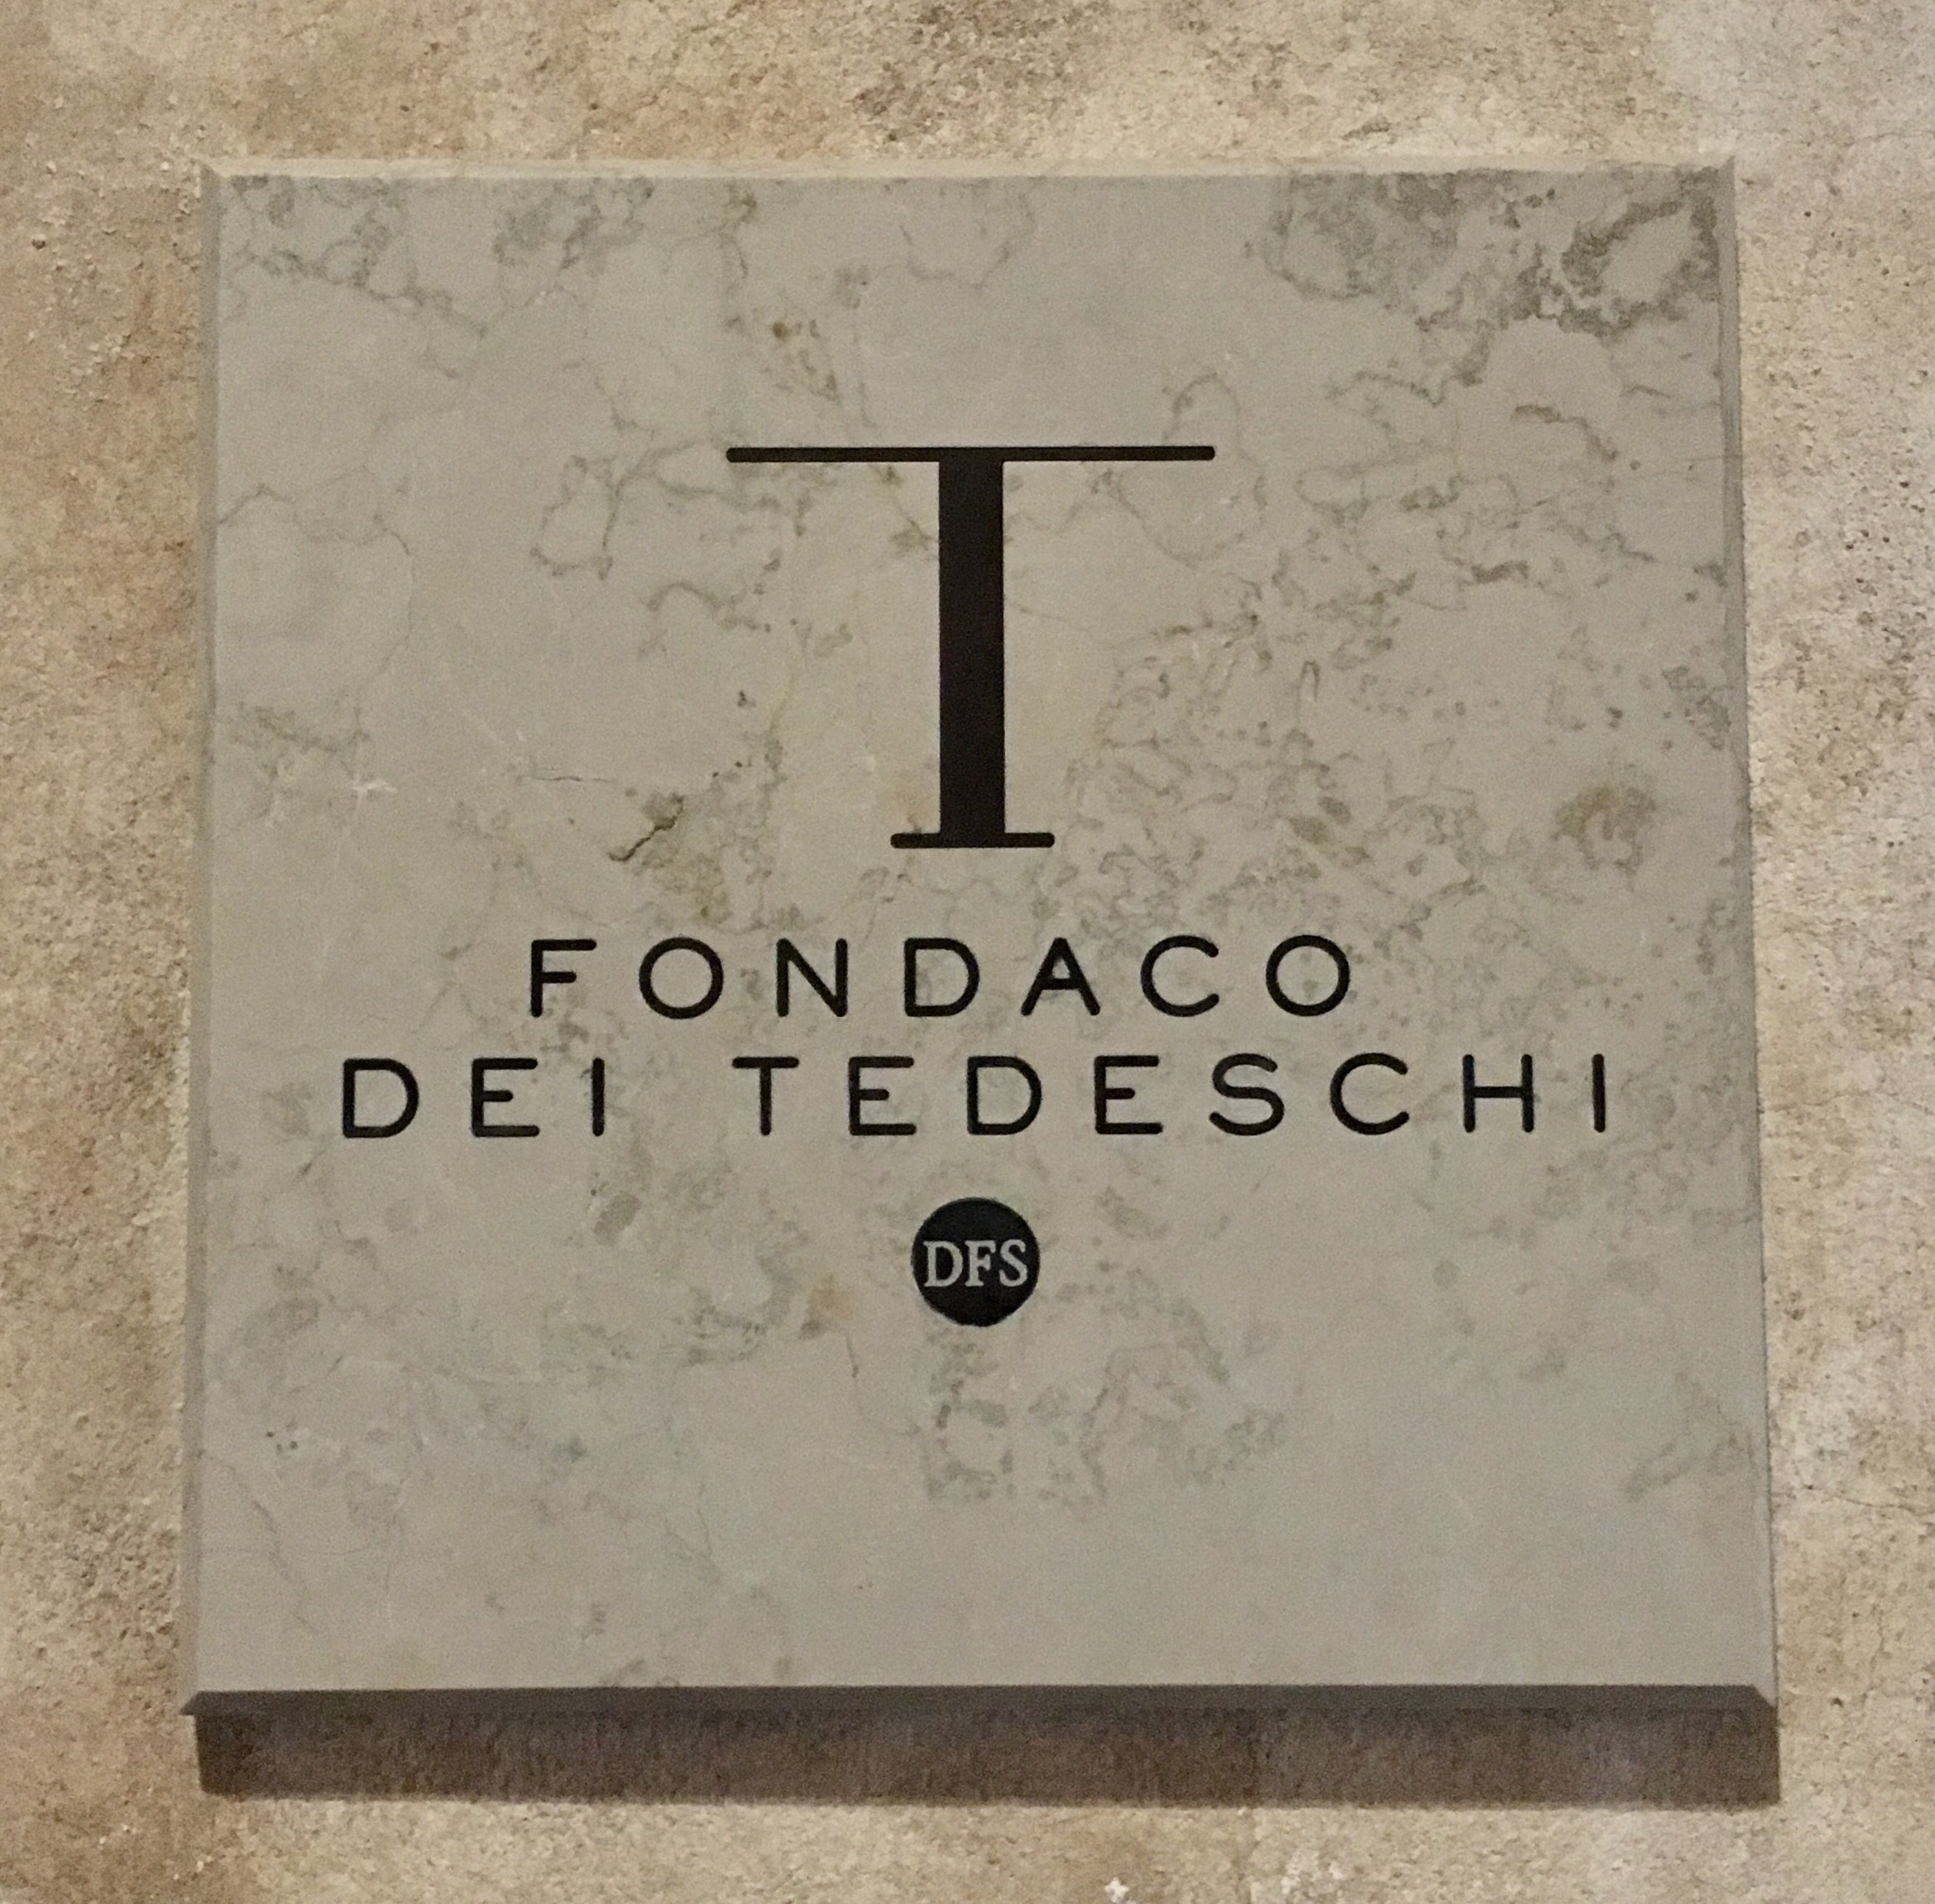 T
FONDACO
DEI TEDESCHI
DFS